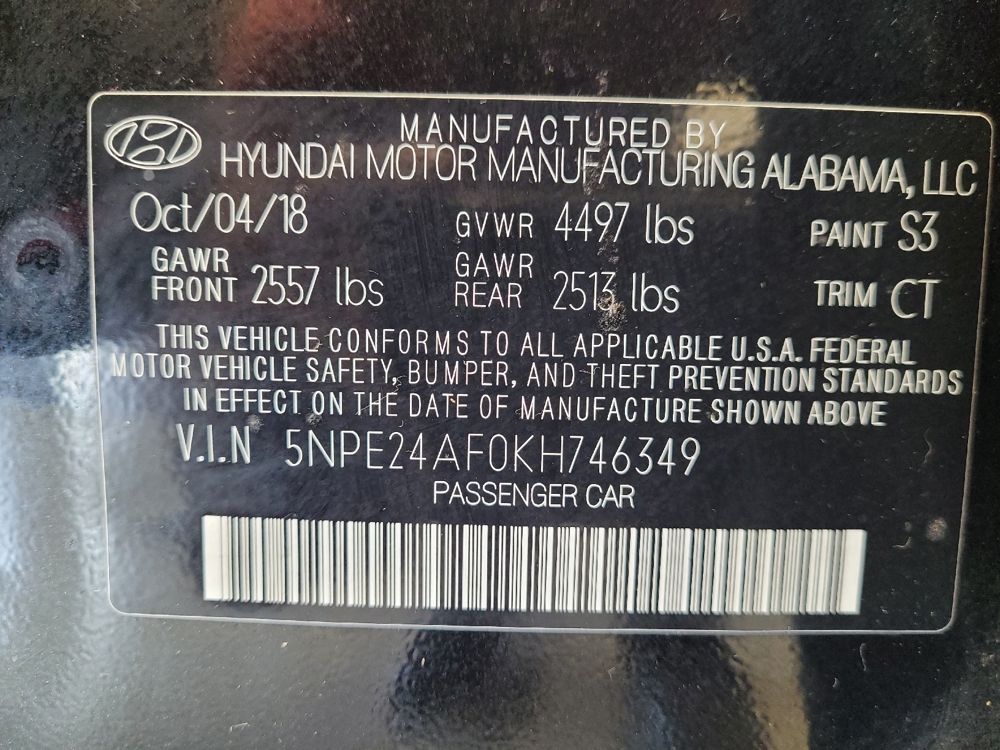 MANUFACTURED BY
HYUNDAI MOTOR MANUFACTURING ALABAMA, LLC
Oct/04/18 GVWR 4497 lbs PAINT S3
GAWR FRONT 2557 lbs GAWR REAR 2513 lbs TRIM CT
THIS VEHICLE CONFORMS TO ALL APPLICABLE U.S.A. FEDERAL
MOTOR VEHICLE SAFETY, BUMPER, AND THEFT PREVENTION STANDARDS
IN EFFECT ON THE DATE OF MANUFACTURE SHOWN ABOVE
V.I.N 5NPE24AF0KH746349
PASSENGER CAR